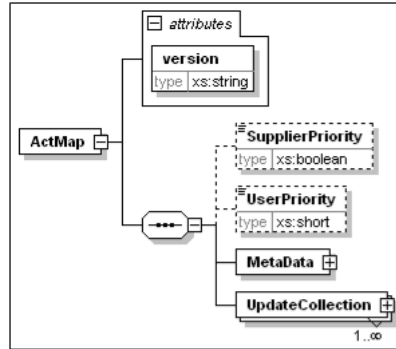 attributes
version
type xs:string
ActMap
SupplierPriority
type xs:boolean
UserPriority
type xs:short
MetaData
UpdateCollection
1..∞